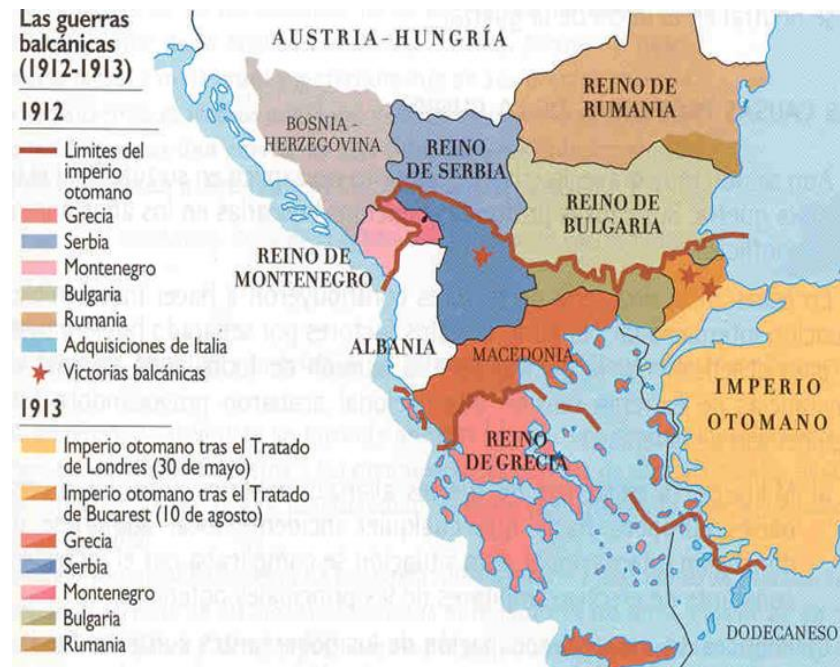 Las guerras
balcánicas
(1912-1913)
1912
Límites del
imperio
otomano
Grecia
Serbia
Montenegro
Bulgaria
Rumania
Adquisiciones de Italia
Victorias balcánicas
1913
Imperio otomano tras el Tratado
de Londres (30 de mayo)
Imperio otomano tras el Tratado
de Bucarest (10 de agosto)
Grecia
Serbia
Montenegro
Bulgaria
Rumania
AUSTRIA-HUNGRÍA
BOSNIA-
HERZEGOVINA
REINO
DE SERBIA
REINO DE
RUMANIA
REINO DE
BULGARIA
REINO DE
MONTENEGRO
ALBANIA
MACEDONIA
IMPERIO
OTOMANO
REINO
DE GRECIA
DODECANESO